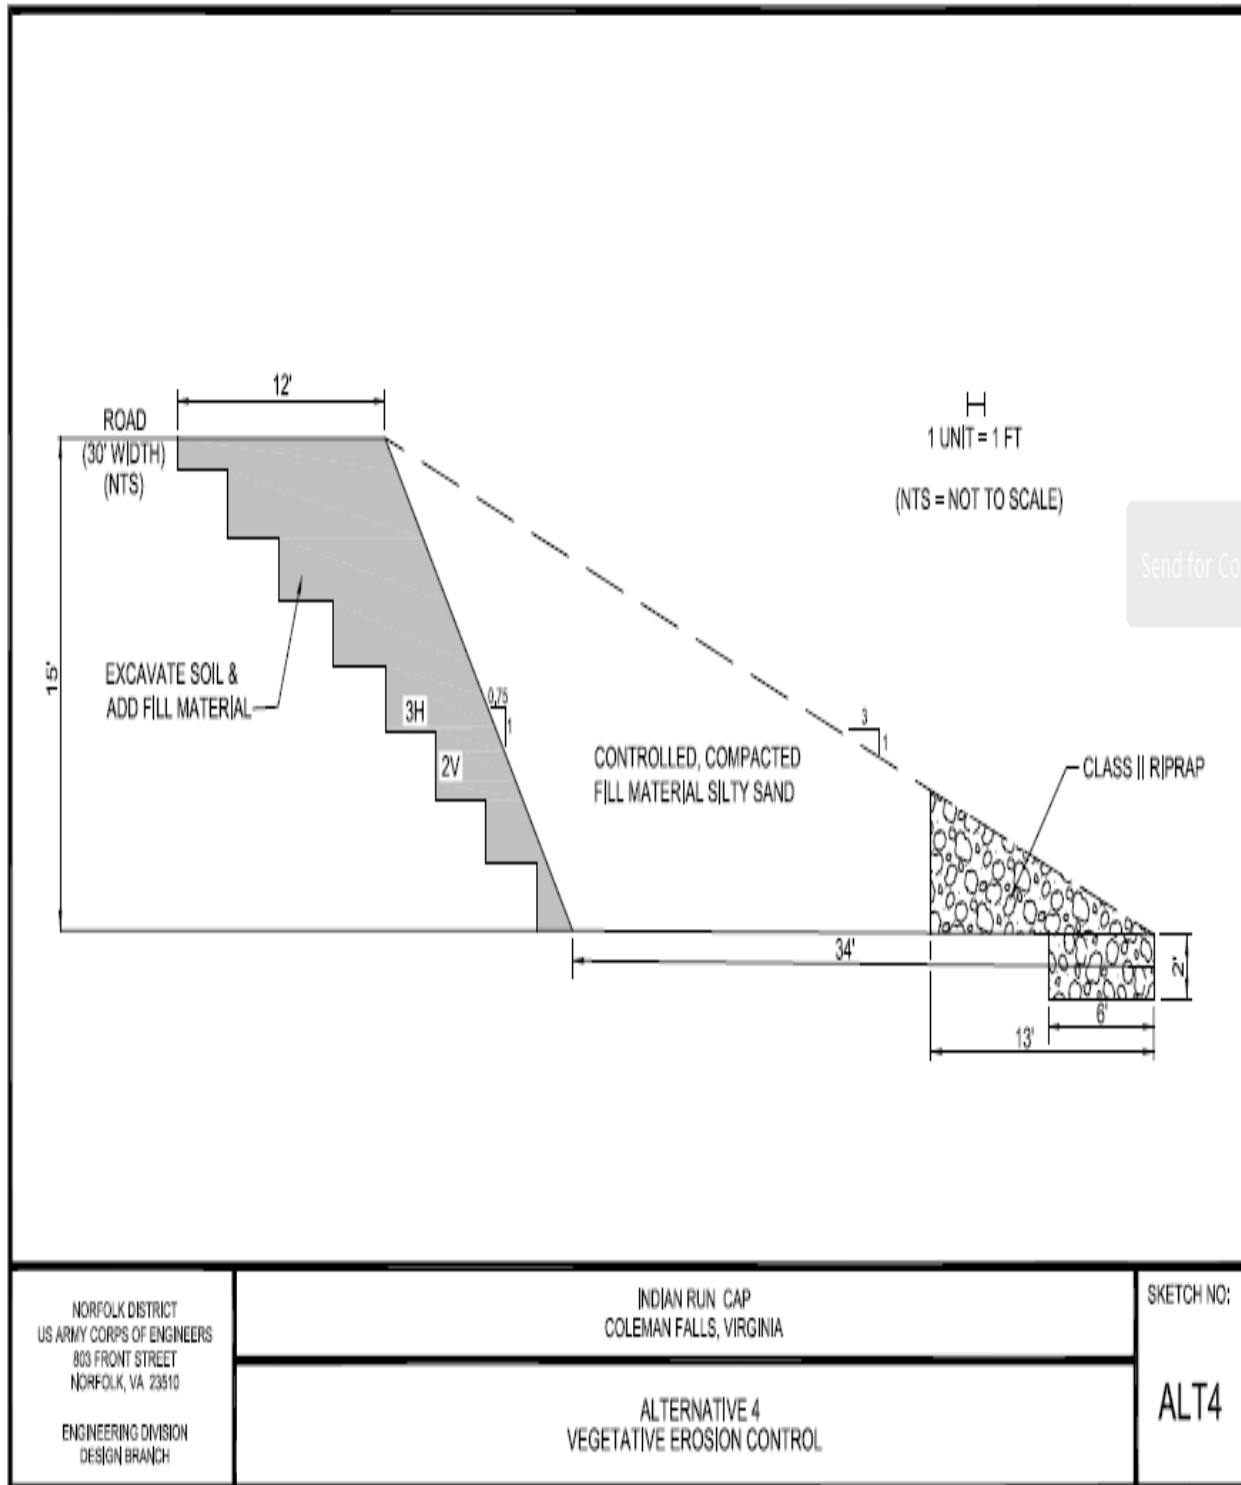 12'
ROAD
(30' WIDTH)
(NTS)
1 UNIT = 1 FT
(NTS = NOT TO SCALE)
Send for Co
15'
EXCAVATE SOIL &
ADD FILL MATERIAL
3H
2V
0.75
1
3
1
CONTROLLED, COMPACTED
FILL MATERIAL SILTY SAND
CLASS II RIPRAP
34'
2'
6'
13'
NORFOLK DISTRICT
US ARMY CORPS OF ENGINEERS
803 FRONT STREET
NORFOLK, VA 23510
ENGINEERING DIVISION
DESIGN BRANCH
INDIAN RUN CAP
COLEMAN FALLS, VIRGINIA
ALTERNATIVE 4
VEGETATIVE EROSION CONTROL
SKETCH NO:
ALT4